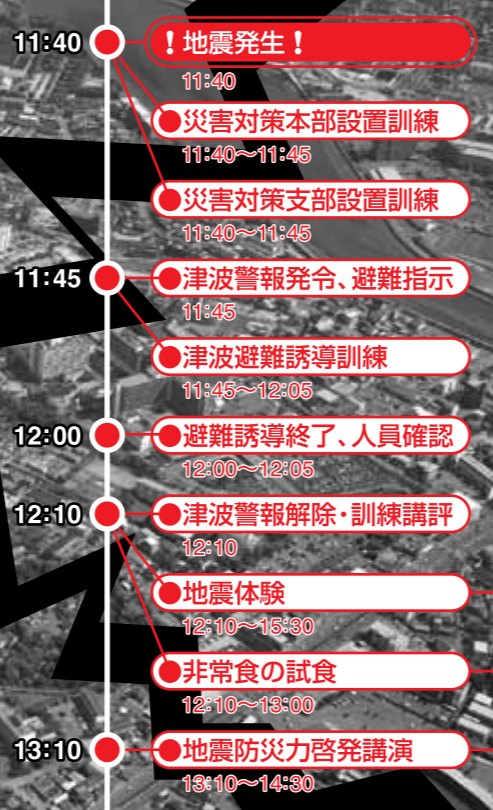 11:40
！地震発生！
11:40
●災害対策本部設置訓練
11:40〜11:45
●災害対策支部設置訓練
11:40〜11:45
11:45
●津波警報発令、避難指示
11:45
●津波避難誘導訓練
11:45〜12:05
12:00
●避難誘導終了、人員確認
12:00〜12:05
12:10
●津波警報解除・訓練講評
12:10
●地震体験
12:10〜15:30
●非常食の試食
12:10〜13:00
13:10
●地震防災力啓発講演
13:10〜14:30